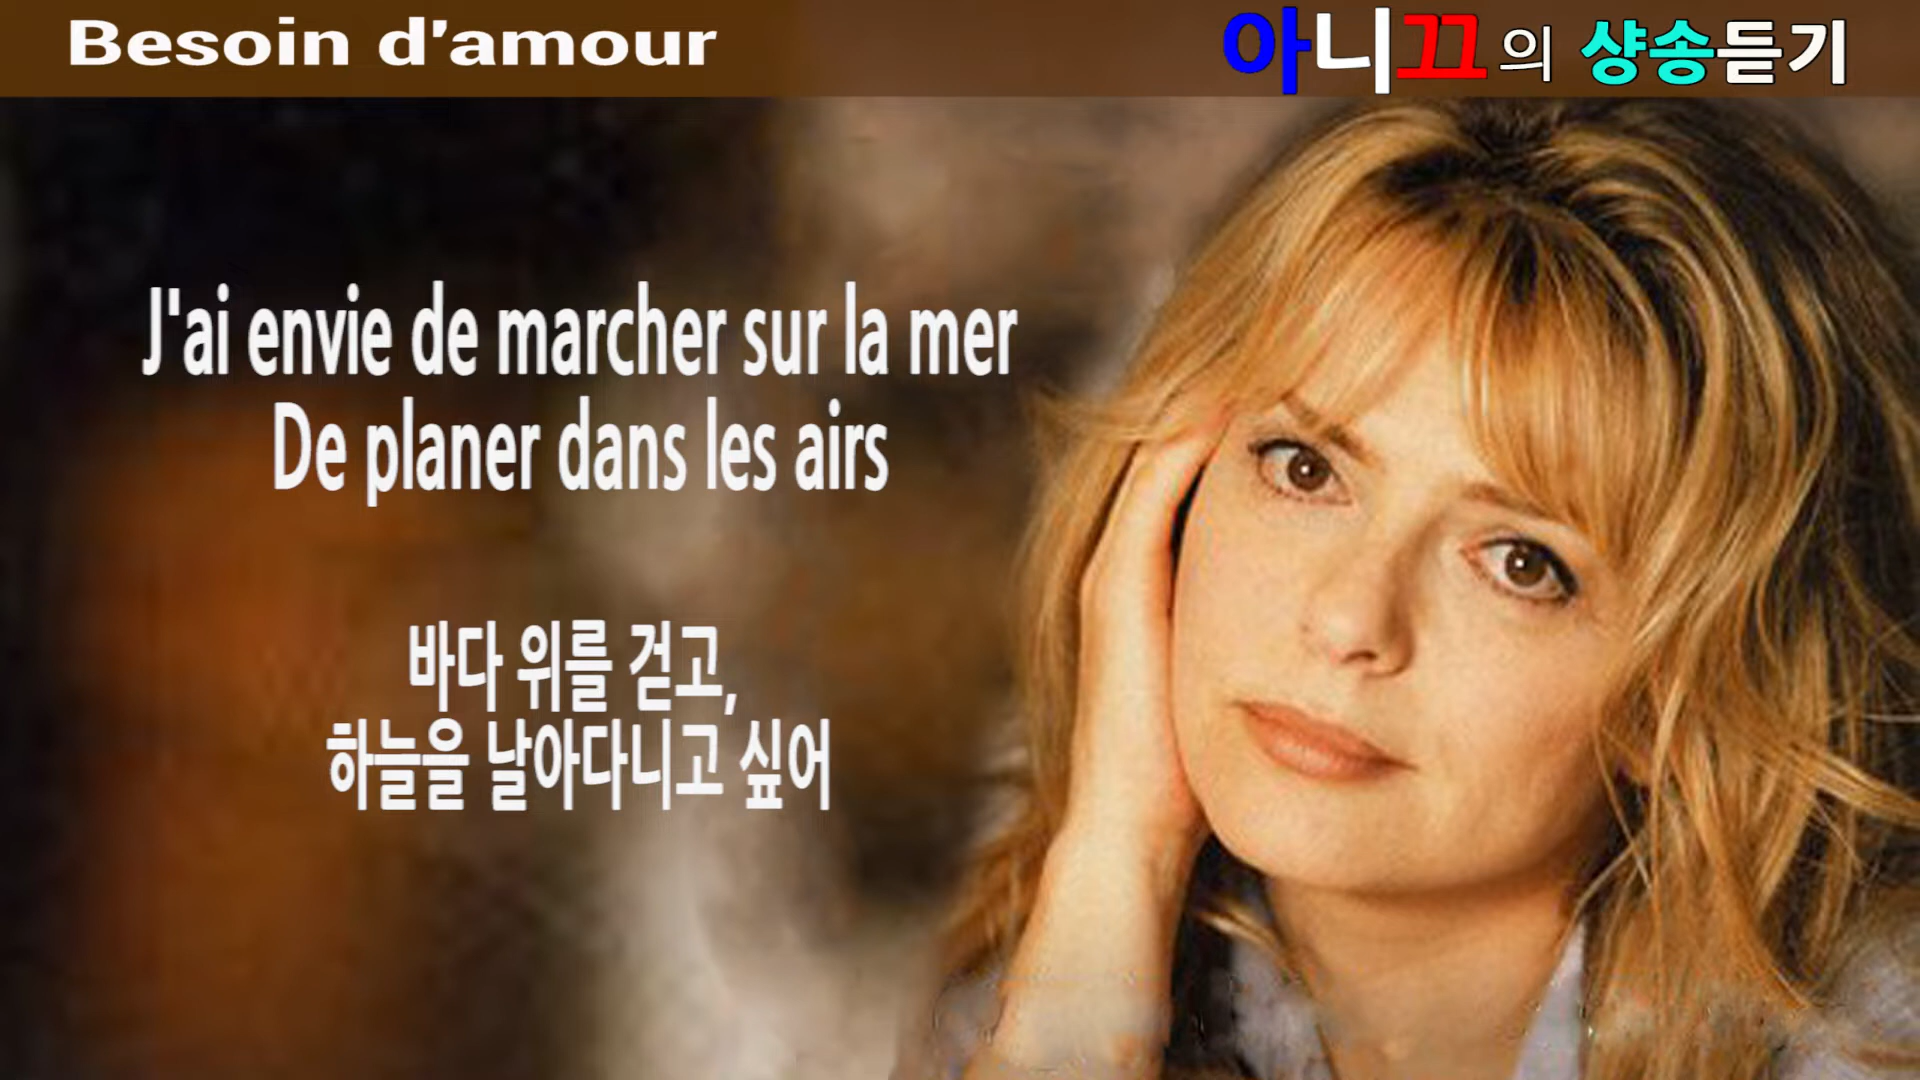 Besoin d'amour
아니끄의 샹송듣기
J'ai envie de marcher sur la mer
De planer dans les airs
바다 위를 걷고,
하늘을 날아다니고 싶어